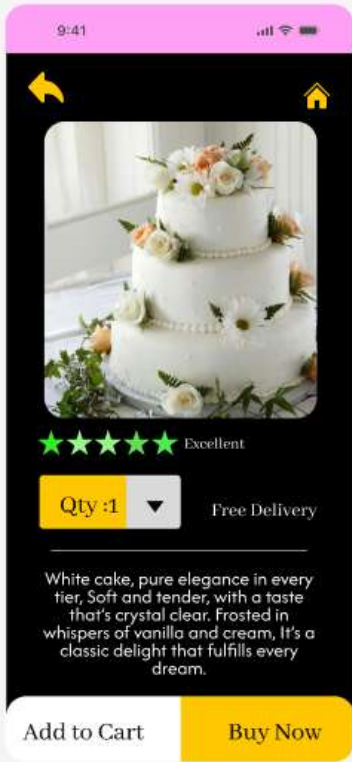 9:41
Excellent
Qty :1
Free Delivery
White cake, pure elegance in every
tier, Soft and tender, with a taste
that's crystal clear. Frosted in
whispers of vanilla and cream, It's a
classic delight that fulfills every
dream.
Add to Cart
Buy Now